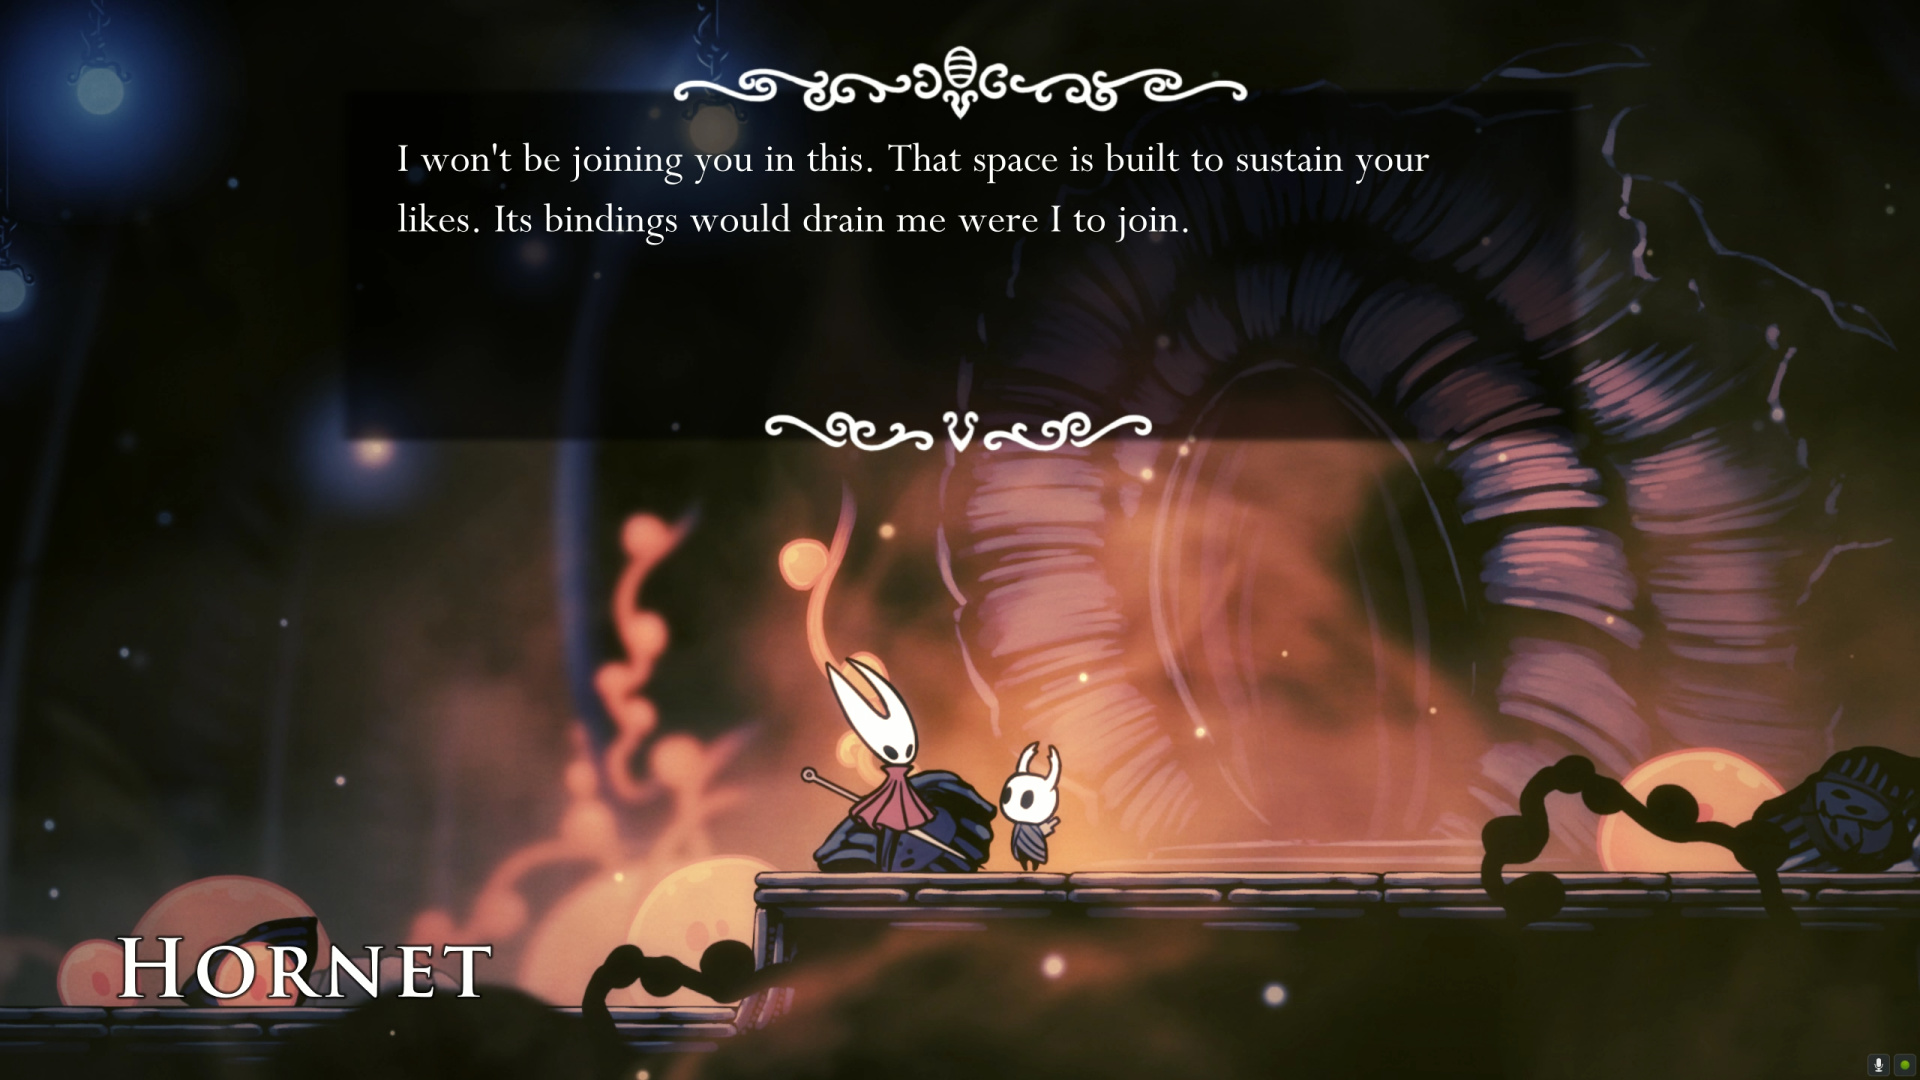 I won't be joining you in this. That space is built to sustain your
likes. Its bindings would drain me were I to join.
HORNET